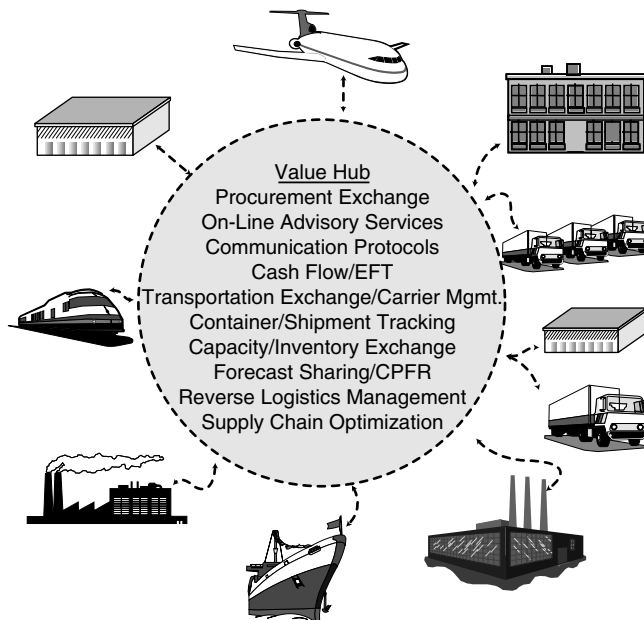 Value Hub
Procurement Exchange
On-Line Advisory Services
Communication Protocols
Cash Flow/EFT
Transportation Exchange/Carrier Mgmt.
Container/Shipment Tracking
Capacity/Inventory Exchange
Forecast Sharing/CPFR
Reverse Logistics Management
Supply Chain Optimization